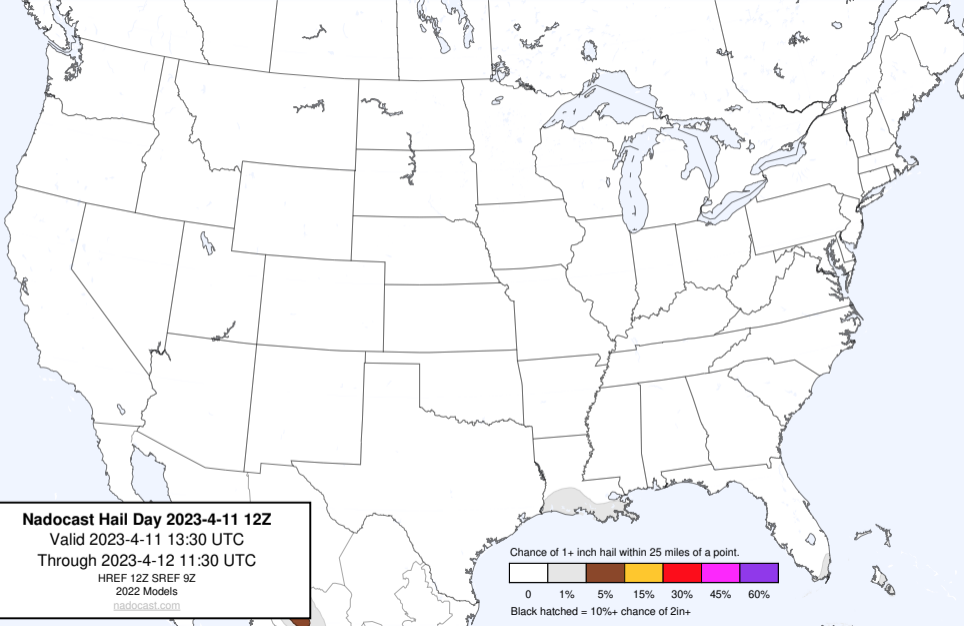 Nadocast Hail Day 2023-4-11 12Z
Valid 2023-4-11 13:30 UTC
Through 2023-4-12 11:30 UTC
HREF 12Z SREF 9Z
2022 Models
nadocast.com
Chance of 1+ inch hail within 25 miles of a point.
0 1% 5% 15% 30% 45% 60%
Black hatched = 10%+ chance of 2in+